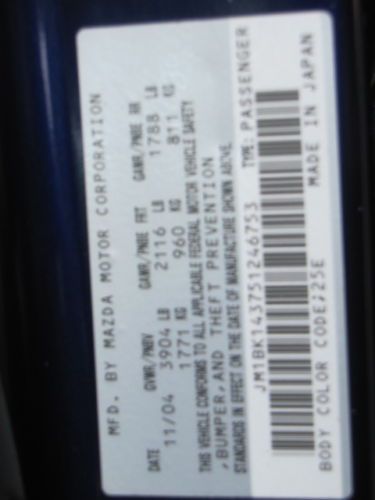 MFD. BY MAZDA MOTOR CORPORATION
DATE GVWR/PNBV GAWR/PNBE FRT GAWR/PNBE RR
11/04 3904 LB 2116 LB 1788 LB
1771 KG 960 KG 811 KG
THIS VEHICLE CONFORMS TO ALL APPLICABLE FEDERAL MOTOR VEHICLE SAFETY
,BUMPER,AND THEFT PREVENTION
STANDARDS IN EFFECT ON THE DATE OF MANUFACTURE SHOWN ABOVE.
JM1BK143751246753 TYPE: PASSENGER
BODY COLOR CODE;25E MADE IN JAPAN